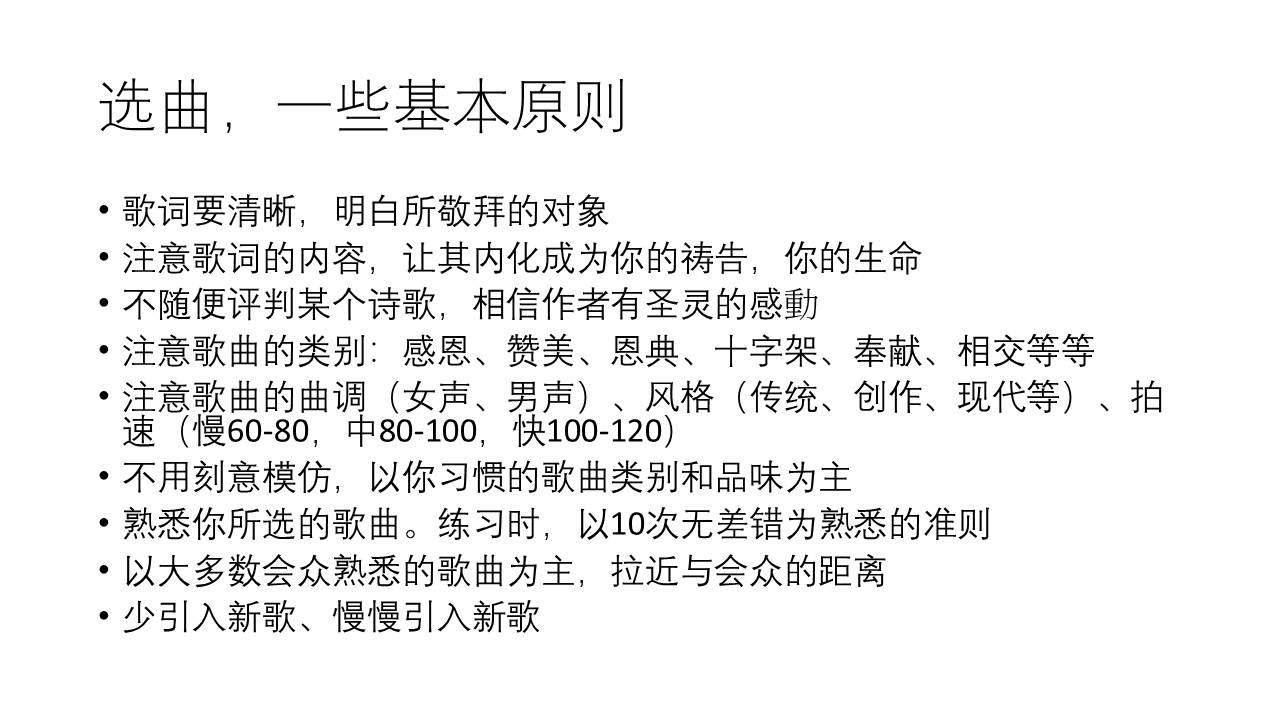 选曲，一些基本原则
• 歌词要清晰，明白所敬拜的对象
• 注意歌词的内容，让其内化成为你的祷告，你的生命
• 不随便评判某个诗歌，相信作者有圣灵的感動
• 注意歌曲的类别：感恩、赞美、恩典、十字架、奉献、相交等等
• 注意歌曲的曲调（女声、男声）、风格（传统、创作、现代等）、拍
速（慢60-80，中80-100，快100-120）
• 不用刻意模仿，以你习惯的歌曲类别和品味为主
• 熟悉你所选的歌曲。练习时，以10次无差错为熟悉的准则
• 以大多数会众熟悉的歌曲为主，拉近与会众的距离
• 少引入新歌、慢慢引入新歌